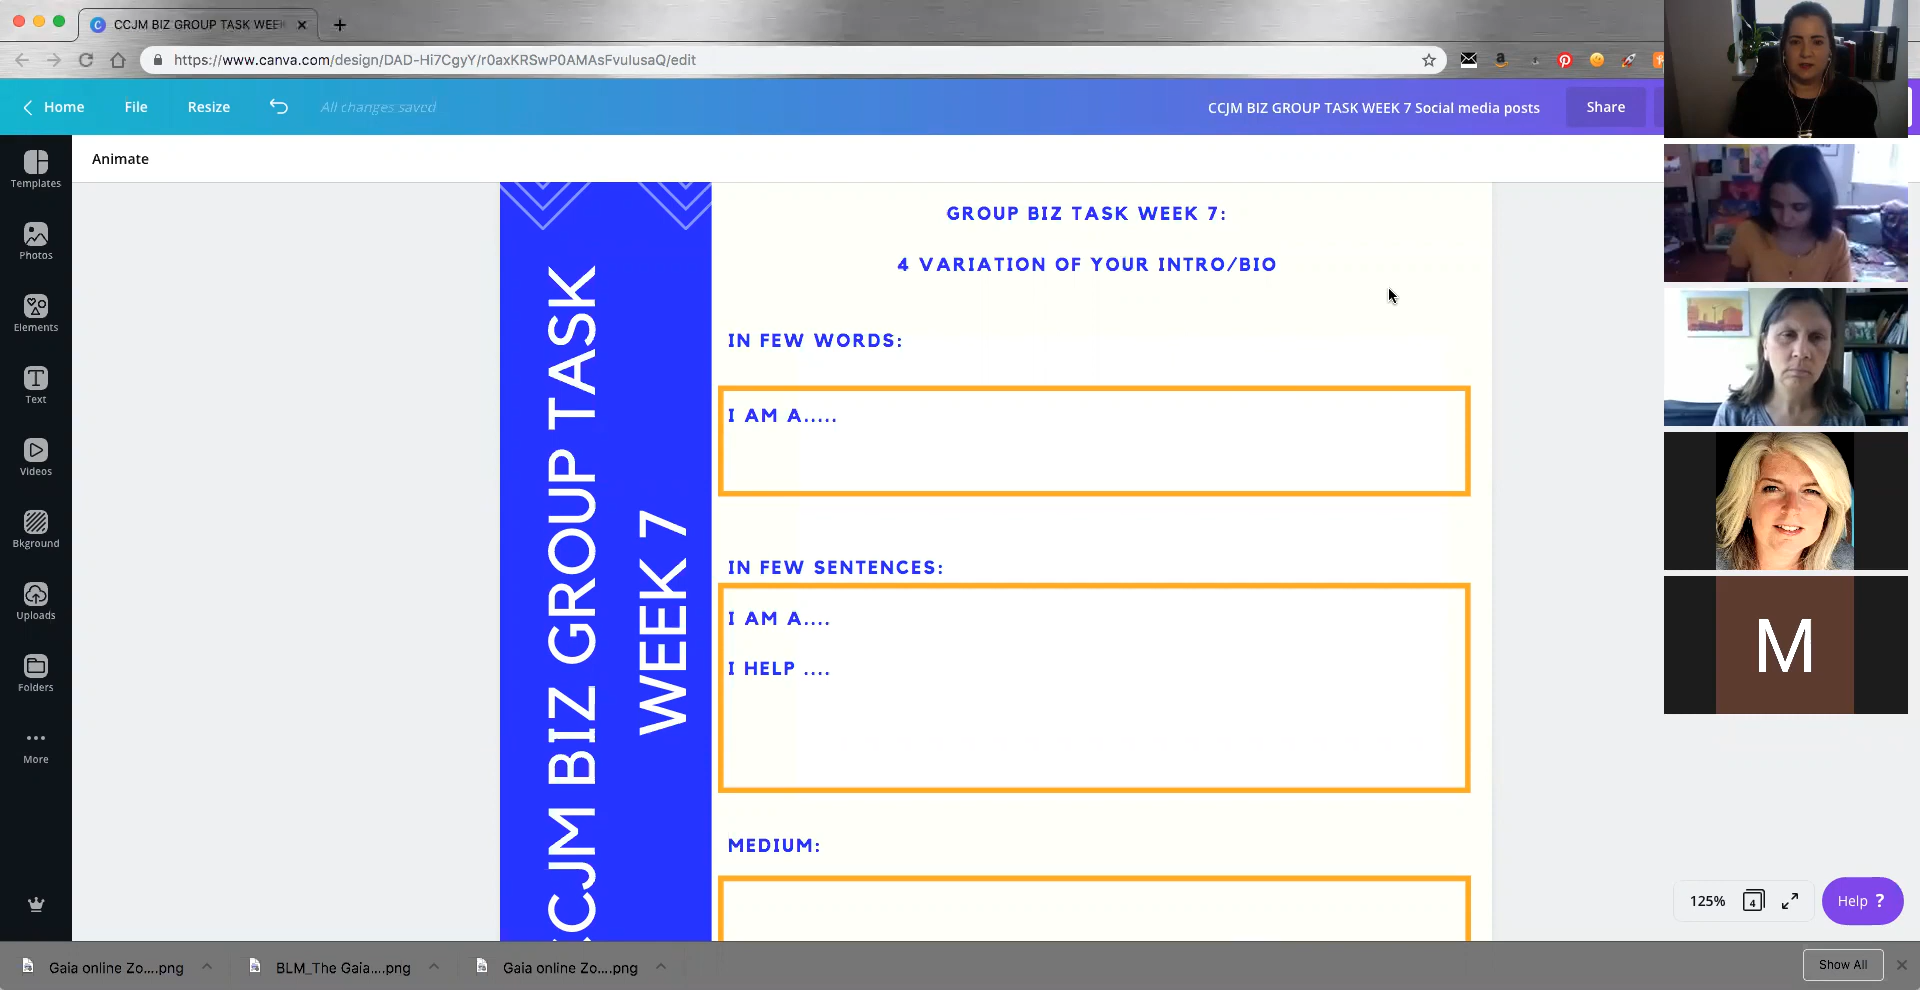 CCJM BIZ GROUP TASK WEEK
https://www.canva.com/design/DAD-Hi7CgyY/r0axKRSwP0AMAsFvuIusaQ/edit
Home
File
Resize
All changes saved
CCJM BIZ GROUP TASK WEEK 7 Social media posts
Share
Animate
Templates
Photos
Elements
Text
Videos
Bkground
Uploads
Folders
More
CCJM BIZ GROUP TASK
WEEK 7
GROUP BIZ TASK WEEK 7:
4 VARIATION OF YOUR INTRO/BIO
IN FEW WORDS:
I AM A.....
IN FEW SENTENCES:
I AM A....
I HELP ....
MEDIUM:
M
125%
4
Help ?
Gaia online Zo....png
BLM_The Gaia....png
Gaia online Zo....png
Show All